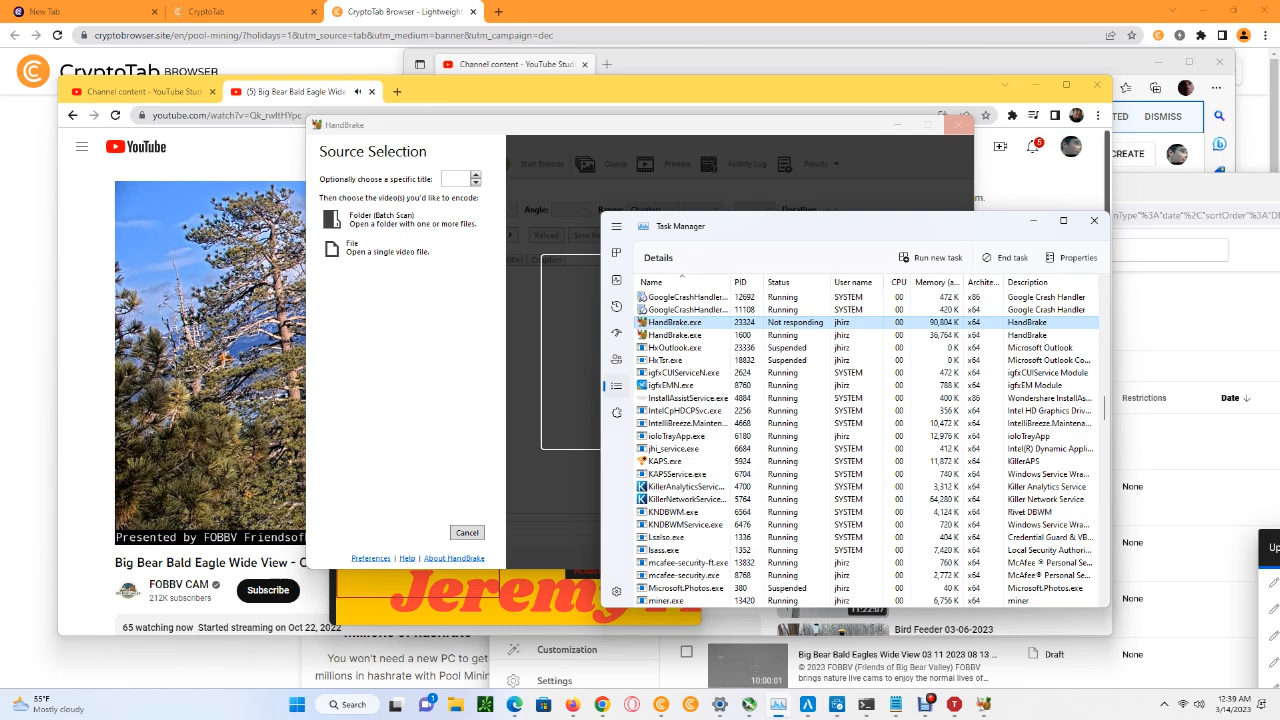 New Tab
CryptoTab
CryptoTab Browser - Lightweight
cryptobrowser.site/en/pool-mining/?holidays=1&utm_source=tab&utm_medium=banner&utm_campaign=dec
CryptoTab BROWSER
Channel content - YouTube Stud
Channel content - YouTube Stud
(5) Big Bear Bald Eagle Wide
youtube.com/watch?v=Qk_rwItHYpc
DISMISS
YouTube
5
CREATE
HandBrake
Source Selection
Optionally choose a specific title:
Then choose the video(s) you'd like to encode:
Folder (Batch Scan)
Open a folder with one or more files.
File
Open a single video file.
Cancel
Preferences | Help | About HandBrake
Start Encode
Queue
Preview
Activity Log
Presets
Angle:
Range:
Chapters
Duration:
Reload
Chapters
Task Manager
Details
Run new task
End task
Properties
Name PID Status User name CPU Memory (a... Archite... Description
GoogleCrashHandler... 12692 Running SYSTEM 00 472 K x86 Google Crash Handler
GoogleCrashHandler... 11108 Running SYSTEM 00 420 K x64 Google Crash Handler
HandBrake.exe 23324 Not responding jhirz 00 90,804 K x64 HandBrake
HandBrake.exe 1600 Running jhirz 00 36,764 K x64 HandBrake
HxOutlook.exe 23336 Suspended jhirz 00 0 K x64 Microsoft Outlook
HxTsr.exe 18832 Suspended jhirz 00 0 K x64 Microsoft Outlook Co...
igfxCUIServiceN.exe 2624 Running SYSTEM 00 472 K x64 igfxCUIService Module
igfxEMN.exe 8760 Running jhirz 00 788 K x64 igfxEM Module
InstallAssistService.exe 4884 Running SYSTEM 00 400 K x86 Wondershare InstallAs...
IntelCpHDCPSvc.exe 2256 Running SYSTEM 00 356 K x64 Intel HD Graphics Driv...
IntelliBreeze.Mainten... 4668 Running SYSTEM 00 10,472 K x64 IntelliBreeze.Maintena...
ioloTrayApp.exe 6180 Running jhirz 00 12,976 K x64 ioloTrayApp
jhi_service.exe 6684 Running SYSTEM 00 412 K x64 Intel(R) Dynamic Appli...
KAPS.exe 5924 Running SYSTEM 00 11,872 K x64 KillerAPS
KAPSService.exe 6704 Running SYSTEM 00 740 K x64 Windows Service Wra...
KillerAnalyticsServic... 4700 Running SYSTEM 00 3,312 K x64 Killer Analytics Service
KillerNetworkService... 5764 Running SYSTEM 00 64,280 K x64 Killer Network Service
KNDBWM.exe 6564 Running SYSTEM 00 4,124 K x64 Rivet DBWM
KNDBWMService.exe 6476 Running SYSTEM 00 720 K x64 Windows Service Wra...
LsaIso.exe 1336 Running SYSTEM 00 404 K x64 Credential Guard & VB...
lsass.exe 1352 Running SYSTEM 00 7,420 K x64 Local Security Authori...
mcafee-security-ft.exe 13832 Running jhirz 00 760 K x64 McAfee ® Personal Se...
mcafee-security.exe 8768 Running jhirz 00 2,772 K x64 McAfee® Personal Se...
Microsoft.Photos.exe 380 Suspended jhirz 00 40 K x64 Microsoft.Photos.exe
miner.exe 13420 Running jhirz 00 6,756 K x64 miner
Restrictions
Date
None
None
None
None
Presented by FOBBV Friendsof
Big Bear Bald Eagle Wide View - C
FOBBV CAM
212K subscribers
Subscribe
65 watching now Started streaming on Oct 22, 2022
Jeremy
11:22:07
Bird Feeder 03-06-2023
Customization
Settings
You won't need a new PC to get
millions in hashrate with Pool Mining
Big Bear Bald Eagles Wide View 03 11 2023 08 13 ...
© 2023 FOBBV (Friends of Big Bear Valley) FOBBV
brings nature live cams to enjoy the normal lives of
10:00:01
Draft
55°F
Mostly cloudy
Search
1
12:39 AM
3/14/2023